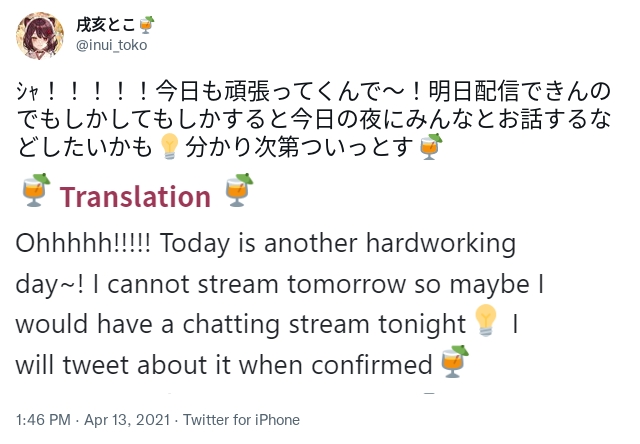 戌亥とこ🍹
@inui_toko
ｼｬ！！！！！今日も頑張ってくんで〜！明日配信できんの
でもしかしてもしかすると今日の夜にみんなとお話するな
どしたいかも💡分かり次第ついっとす🍹
🍹 Translation 🍹
Ohhhhh!!!!! Today is another hardworking
day~! I cannot stream tomorrow so maybe I
would have a chatting stream tonight💡 I
will tweet about it when confirmed🍹
1:46 PM · Apr 13, 2021 · Twitter for iPhone